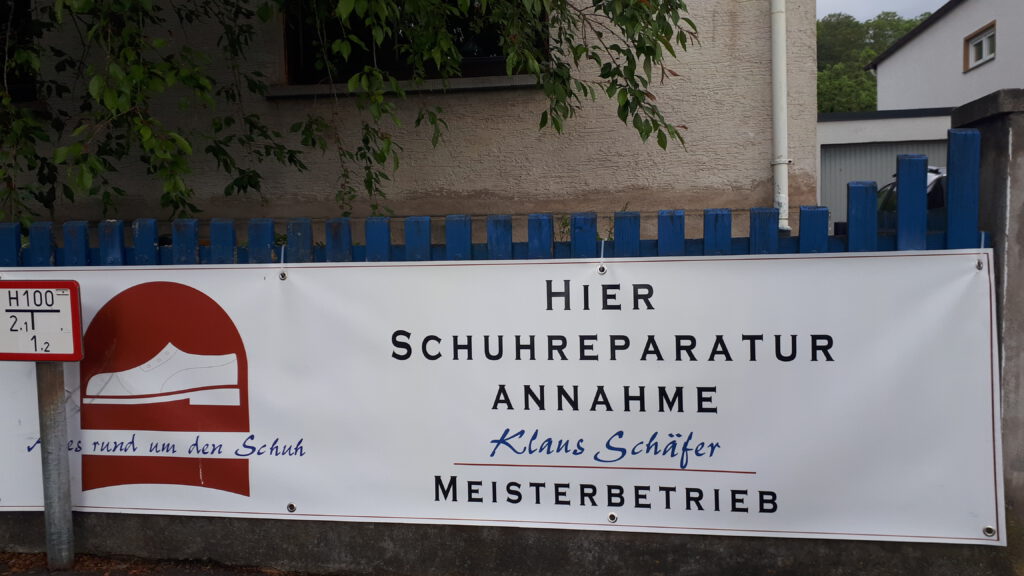 H100
2.1
1.2
rund um den Schuh
HIER
SCHUHREPARATUR
ANNAHME
Klaus Schäfer
MEISTERBETRIEB